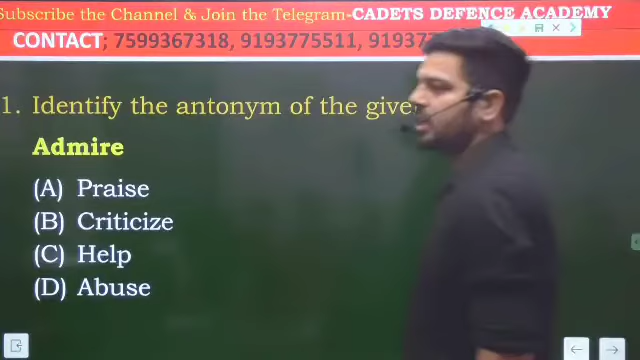 Subscribe the Channel & Join the Telegram-CADETS DEFENCE ACADEMY
CONTACT; 7599367318, 9193775511,
1. Identify the antonym of the
Admire
(A) Praise
(B) Criticize
(C) Help
(D) Abuse